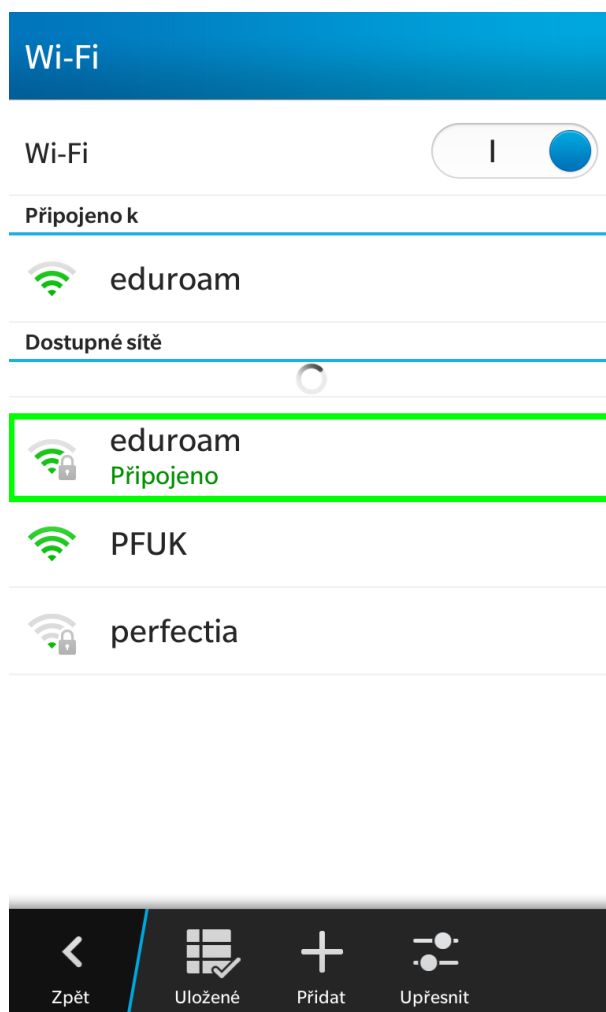 Wi-Fi
Wi-Fi
Připojeno k
eduroam
Dostupné sítě
eduroam
Připojeno
PFUK
perfectia
Zpět
Uložené
Přidat
Upřesnit